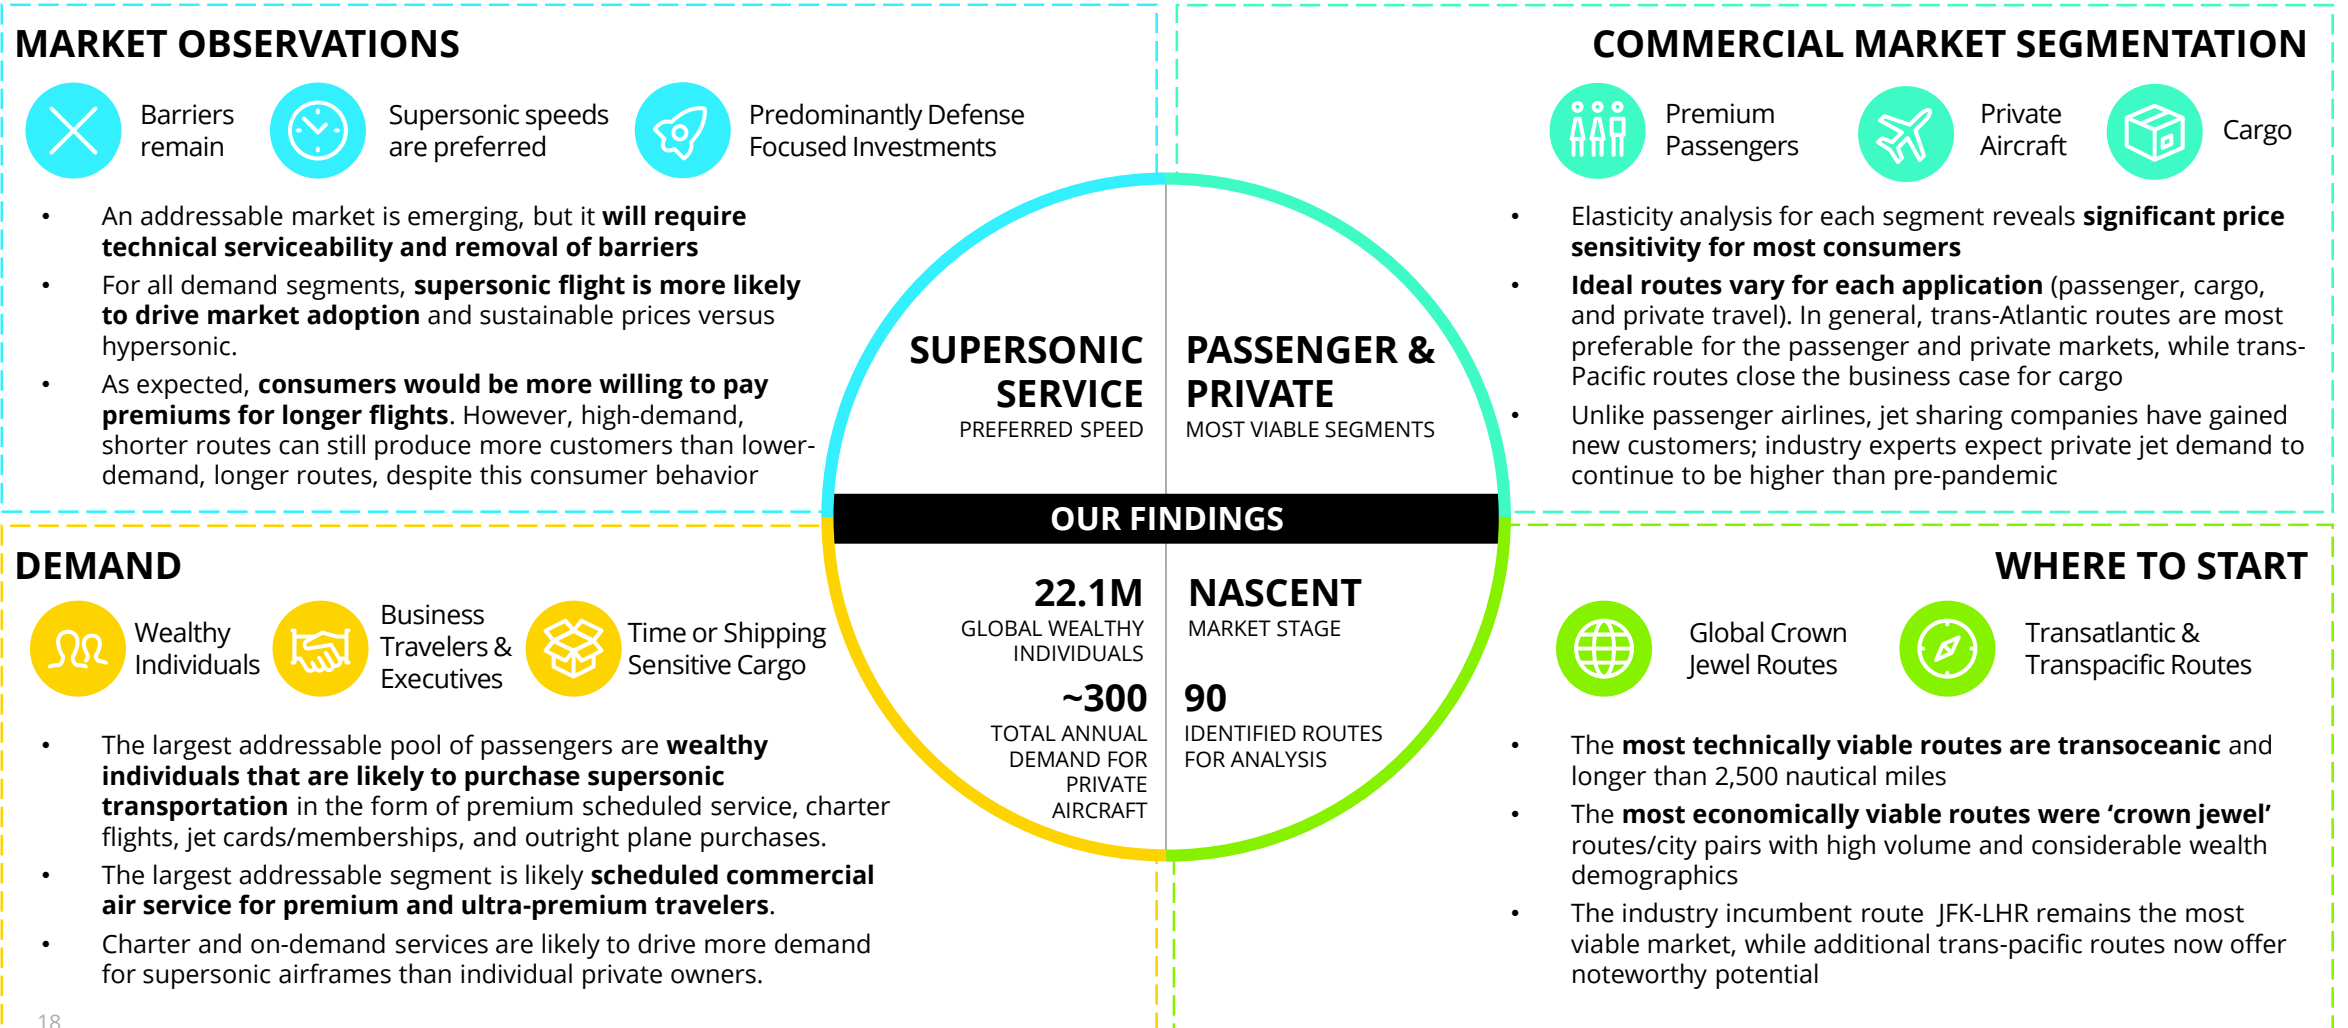 MARKET OBSERVATIONS
Barriers
remain
Supersonic speeds
are preferred
Predominantly Defense
Focused Investments
• An addressable market is emerging, but it will require
technical serviceability and removal of barriers
• For all demand segments, supersonic flight is more likely
to drive market adoption and sustainable prices versus
hypersonic.
• As expected, consumers would be more willing to pay
premiums for longer flights. However, high-demand,
shorter routes can still produce more customers than lower-
demand, longer routes, despite this consumer behavior
COMMERCIAL MARKET SEGMENTATION
Premium
Passengers
Private
Aircraft
Cargo
• Elasticity analysis for each segment reveals significant price
sensitivity for most consumers
• Ideal routes vary for each application (passenger, cargo,
and private travel). In general, trans-Atlantic routes are most
preferable for the passenger and private markets, while trans-
Pacific routes close the business case for cargo
• Unlike passenger airlines, jet sharing companies have gained
new customers; industry experts expect private jet demand to
continue to be higher than pre-pandemic
SUPERSONIC
SERVICE
PREFERRED SPEED
PASSENGER &
PRIVATE
MOST VIABLE SEGMENTS
OUR FINDINGS
22.1M
GLOBAL WEALTHY
INDIVIDUALS
~300
TOTAL ANNUAL
DEMAND FOR
PRIVATE
AIRCRAFT
NASCENT
MARKET STAGE
90
IDENTIFIED ROUTES
FOR ANALYSIS
DEMAND
Wealthy
Individuals
Business
Travelers &
Executives
Time or Shipping
Sensitive Cargo
• The largest addressable pool of passengers are wealthy
individuals that are likely to purchase supersonic
transportation in the form of premium scheduled service, charter
flights, jet cards/memberships, and outright plane purchases.
• The largest addressable segment is likely scheduled commercial
air service for premium and ultra-premium travelers.
• Charter and on-demand services are likely to drive more demand
for supersonic airframes than individual private owners.
WHERE TO START
Global Crown
Jewel Routes
Transatlantic &
Transpacific Routes
• The most technically viable routes are transoceanic and
longer than 2,500 nautical miles
• The most economically viable routes were ‘crown jewel’
routes/city pairs with high volume and considerable wealth
demographics
• The industry incumbent route JFK-LHR remains the most
viable market, while additional trans-pacific routes now offer
noteworthy potential
18